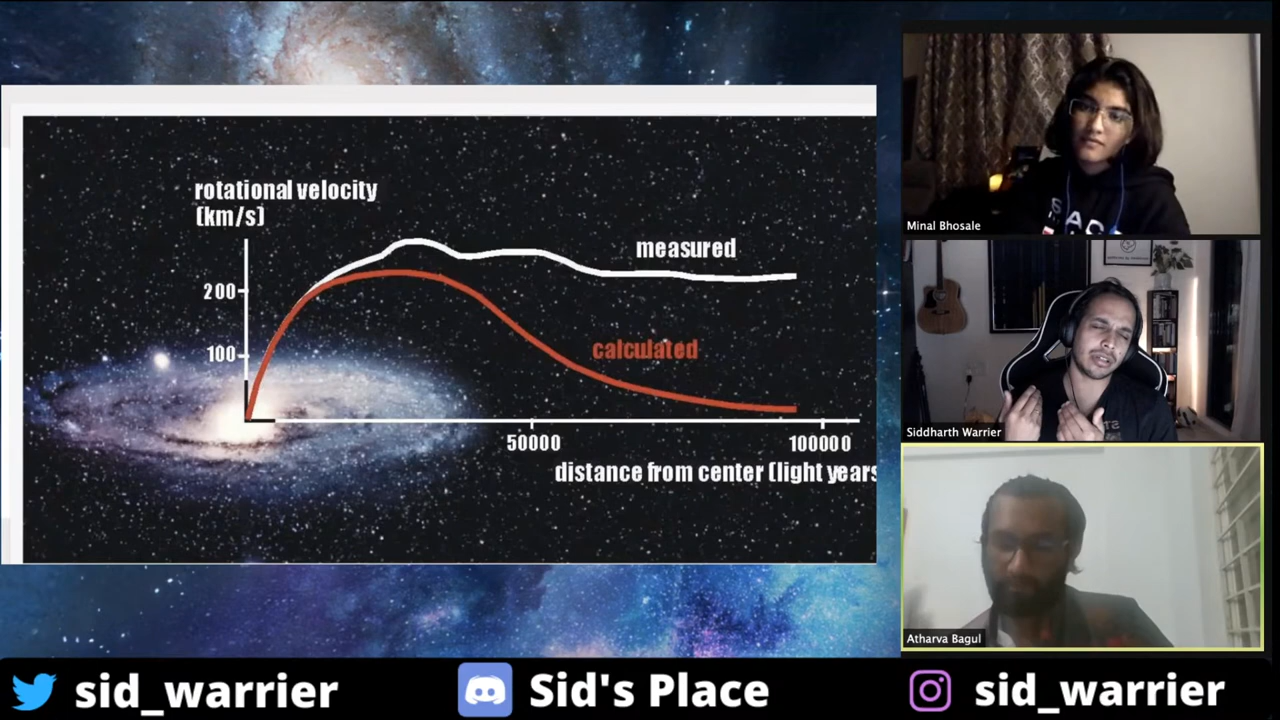 rotational velocity
(km/s)
200
100
measured
calculated
50000
100000
distance from center (light years
Minal Bhosale
Siddharth Warrier
Atharva Bagul
sid_warrier
Sid's Place
sid_warrier